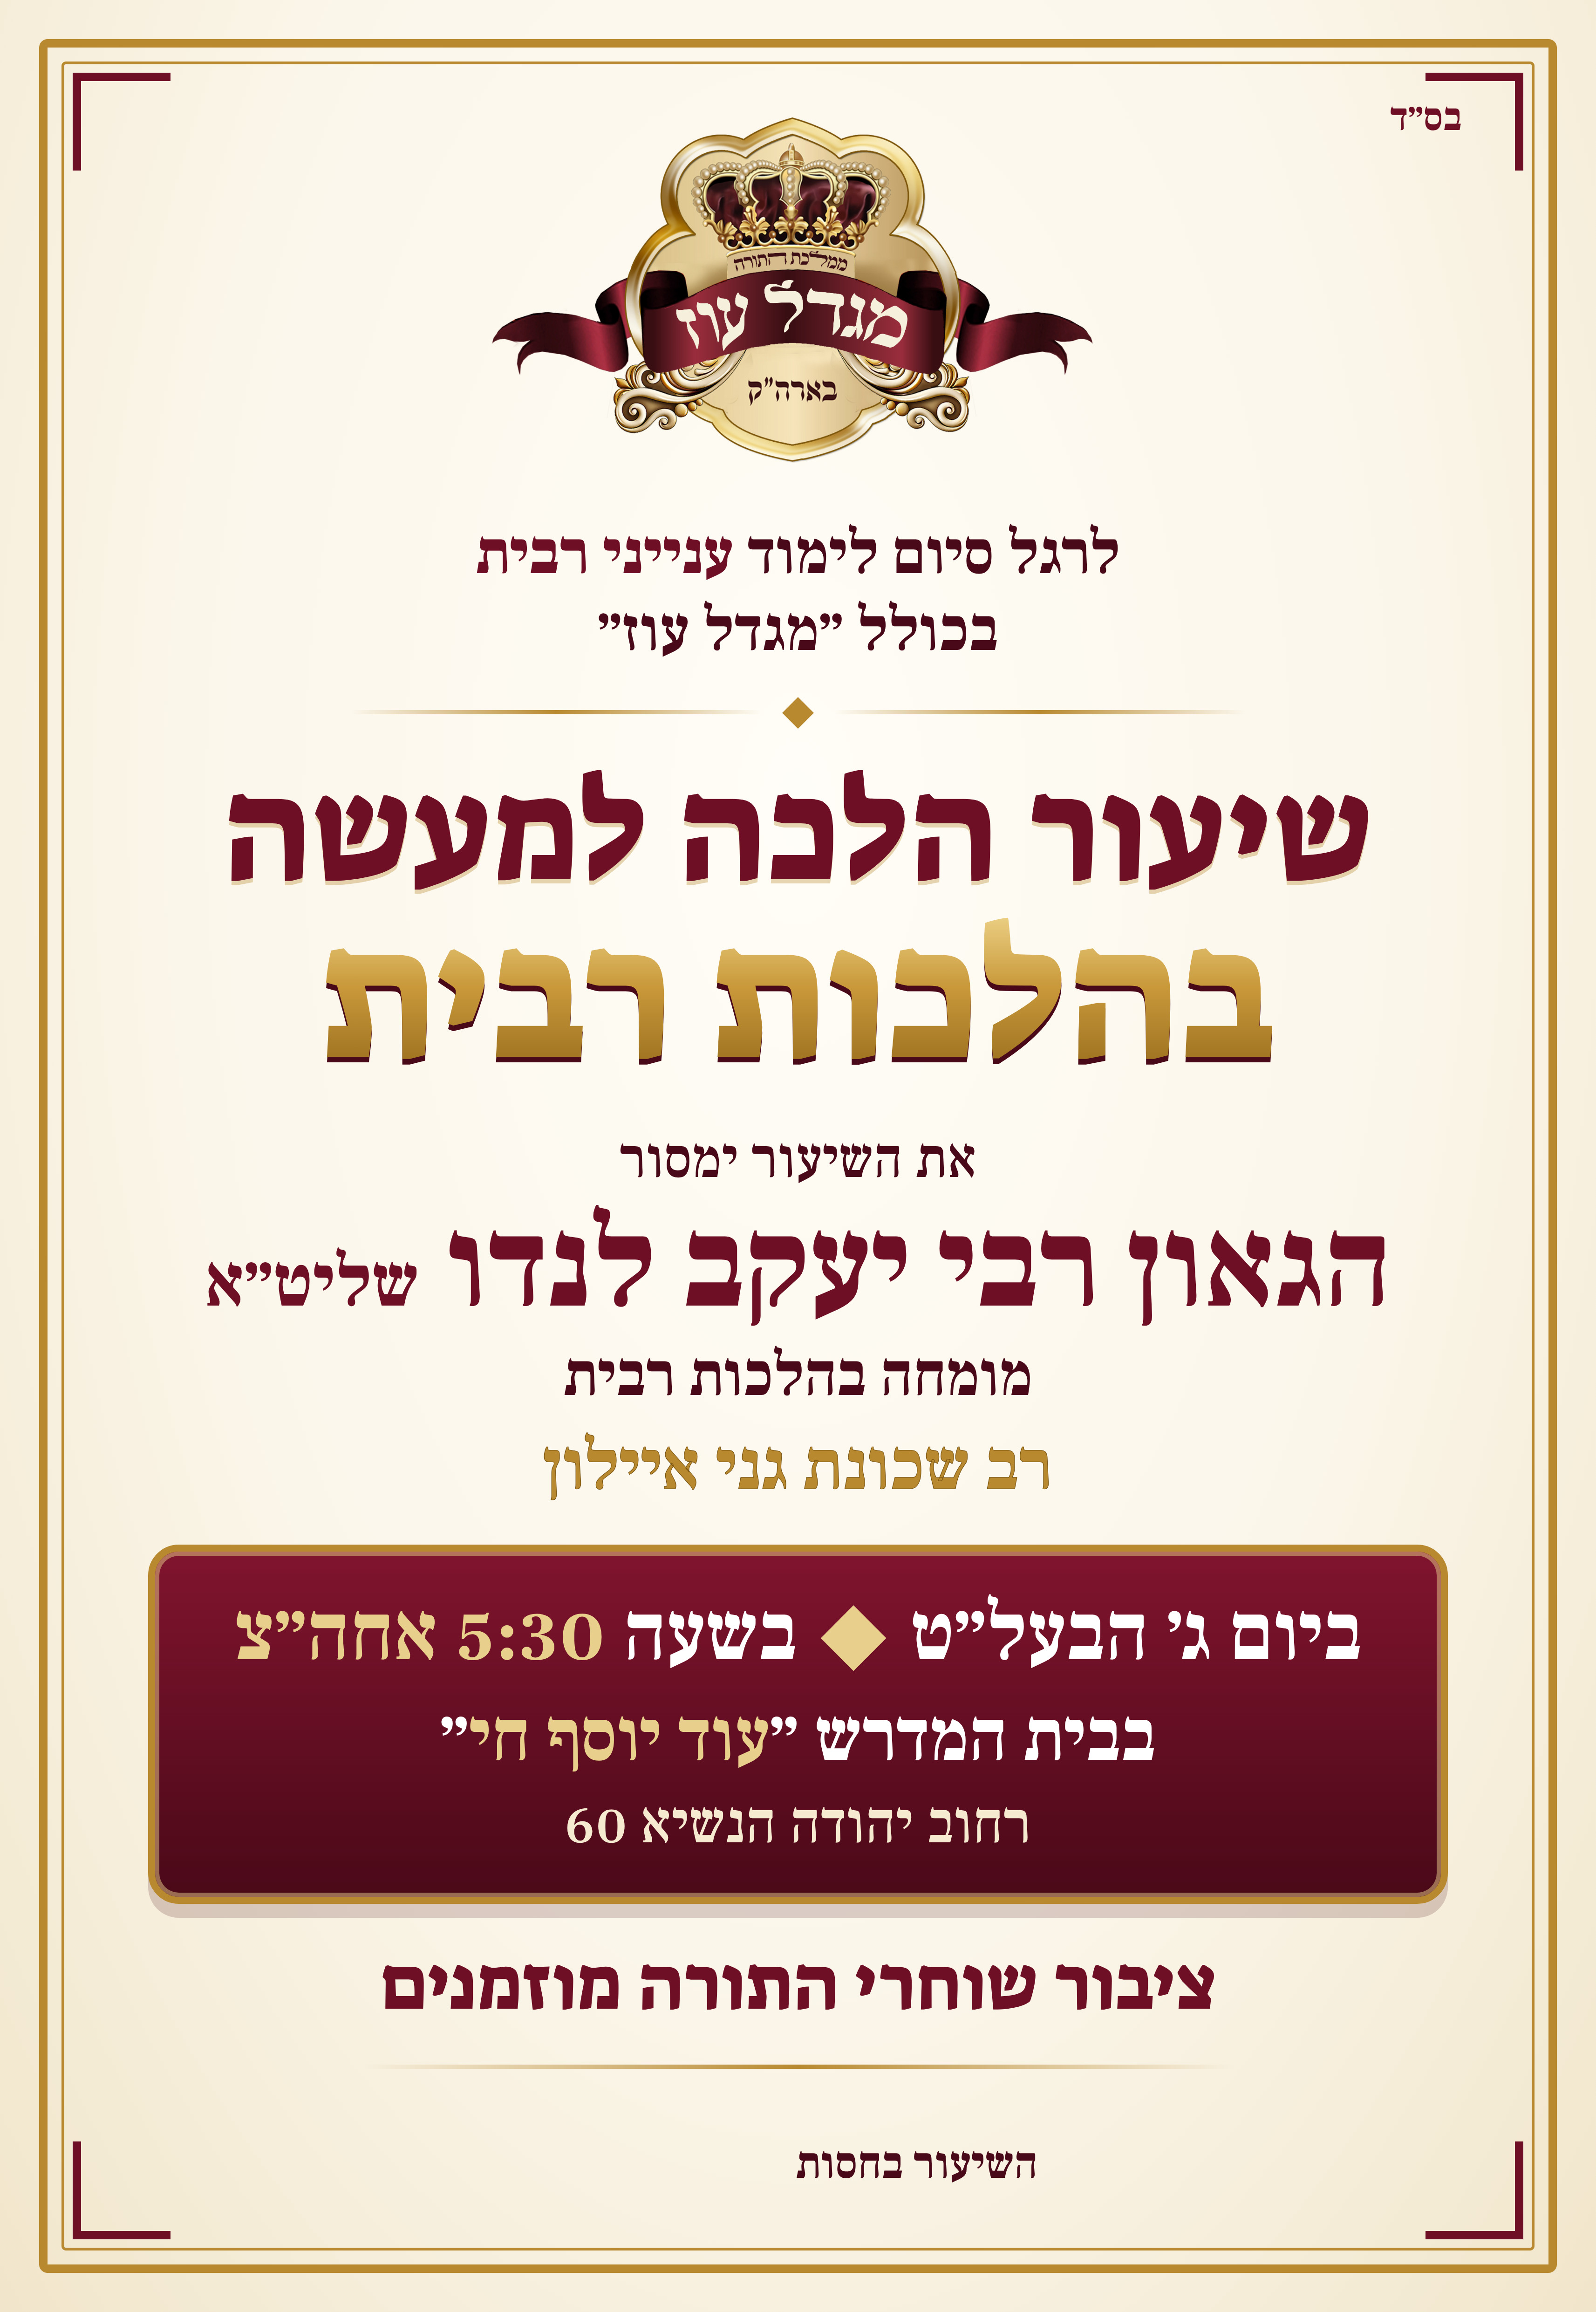 בס״ד
ממלכת התורה
מגדל עוז
בארה"ק
לרגל סיום לימוד ענייני רבית
בכולל ״מגדל עוז״
שיעור הלכה למעשה
בהלכות רבית
את השיעור ימסור
הגאון רבי יעקב לנדו שליט״א
מומחה בהלכות רבית
רב שכונת גני איילון
ביום ג׳ הבעל״ט ◆ בשעה 5:30 אחה״צ
בבית המדרש ״עוד יוסף חי״
רחוב יהודה הנשיא 60
ציבור שוחרי התורה מוזמנים
השיעור בחסות